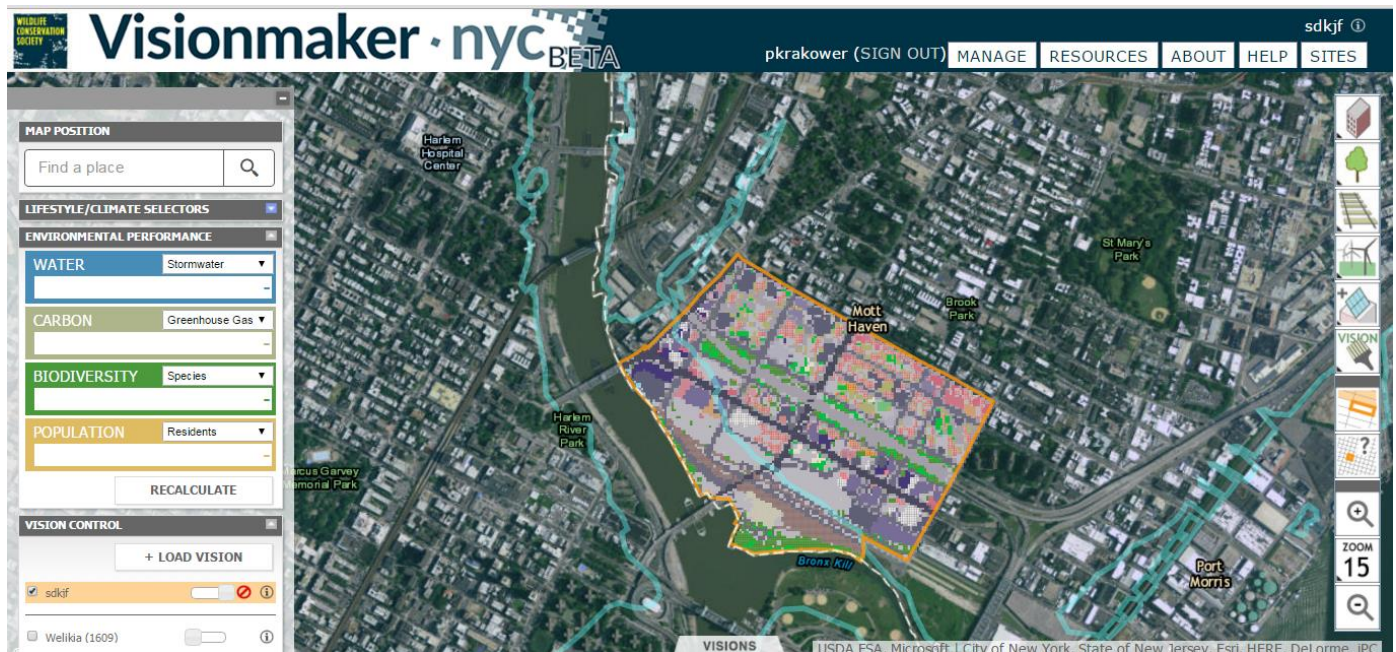 WILDLIFE
CONSERVATION
SOCIETY
Visionmaker · nyc BETA
sdkjf
pkrakower (SIGN OUT) MANAGE RESOURCES ABOUT HELP SITES
MAP POSITION
Find a place
LIFESTYLE/CLIMATE SELECTORS
ENVIRONMENTAL PERFORMANCE
WATER Stormwater
-
CARBON Greenhouse Gas
-
BIODIVERSITY Species
-
POPULATION Residents
-
RECALCULATE
VISION CONTROL
+ LOAD VISION
sdkjf
Welikia (1609)
Harlem
Hospital
Center
St Mary's
Park
Mott
Haven
Brook
Park
Harlem
River
Park
Marcus Garvey
Memorial Park
Bronx Kill
Port
Morris
VISION
?
ZOOM
15
VISIONS
USDA FSA, Microsoft | City of New York, State of New Jersey, Esri, HERE, DeLorme, iPC